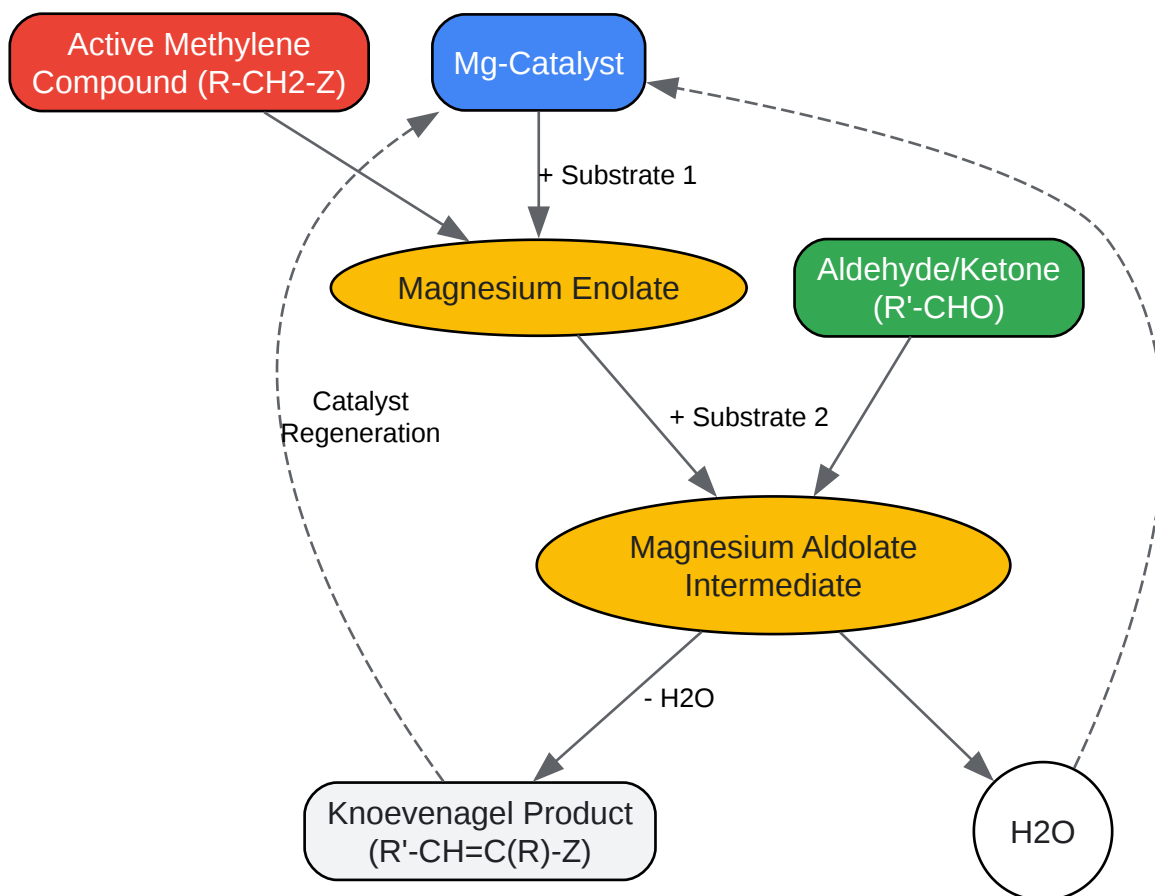 Active Methylene
Compound (R-CH2-Z)
Mg-Catalyst
+ Substrate 1
Magnesium Enolate
Aldehyde/Ketone
(R'-CHO)
Catalyst
Regeneration
+ Substrate 2
Magnesium Aldolate
Intermediate
- H2O
Knoevenagel Product
(R'-CH=C(R)-Z)
H2O